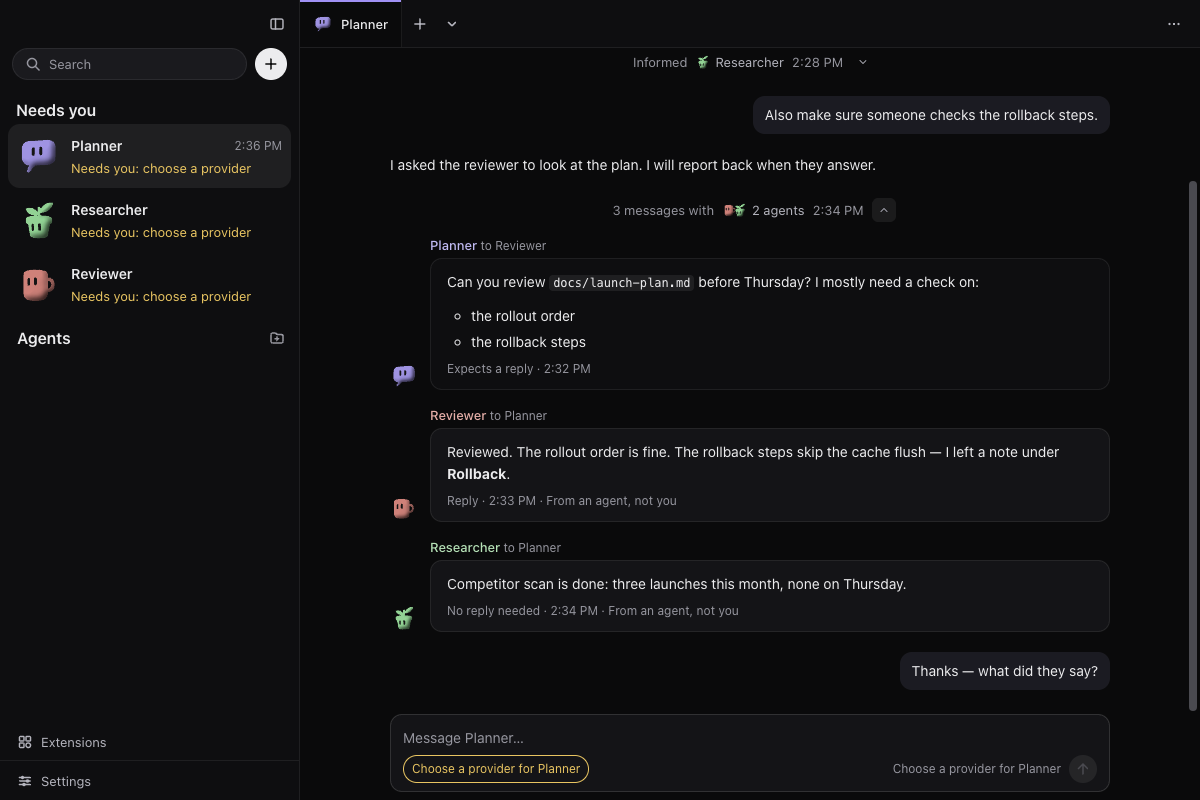 Planner
Search
Needs you
Planner
2:36 PM
Needs you: choose a provider
Researcher
Needs you: choose a provider
Reviewer
Needs you: choose a provider
Agents
Extensions
Settings
Informed Researcher 2:28 PM
Also make sure someone checks the rollback steps.
I asked the reviewer to look at the plan. I will report back when they answer.
3 messages with 2 agents 2:34 PM
Planner to Reviewer
Can you review docs/launch-plan.md before Thursday? I mostly need a check on:
the rollout order
the rollback steps
Expects a reply · 2:32 PM
Reviewer to Planner
Reviewed. The rollout order is fine. The rollback steps skip the cache flush — I left a note under
Rollback.
Reply · 2:33 PM · From an agent, not you
Researcher to Planner
Competitor scan is done: three launches this month, none on Thursday.
No reply needed · 2:34 PM · From an agent, not you
Thanks — what did they say?
Message Planner…
Choose a provider for Planner
Choose a provider for Planner